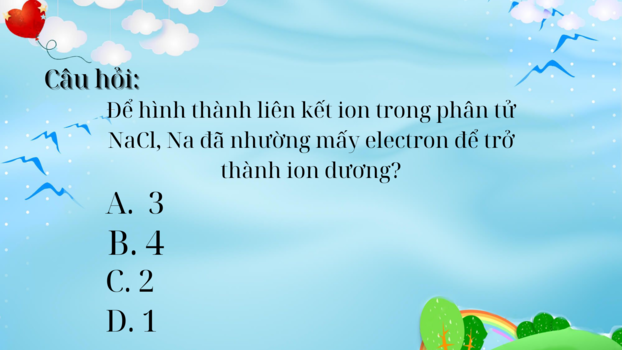 Câu hỏi:
Để hình thành liên kết ion trong phân tử
NaCl, Na đã nhường mấy electron để trở
thành ion dương?
A. 3
B. 4
C. 2
D. 1